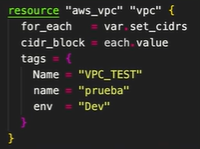 resource "aws_vpc" "vpc" {
  for_each   = var.set_cidrs
  cidr_block = each.value
  tags = {
    Name = "VPC_TEST"
    name = "prueba"
    env  = "Dev"
  }
}